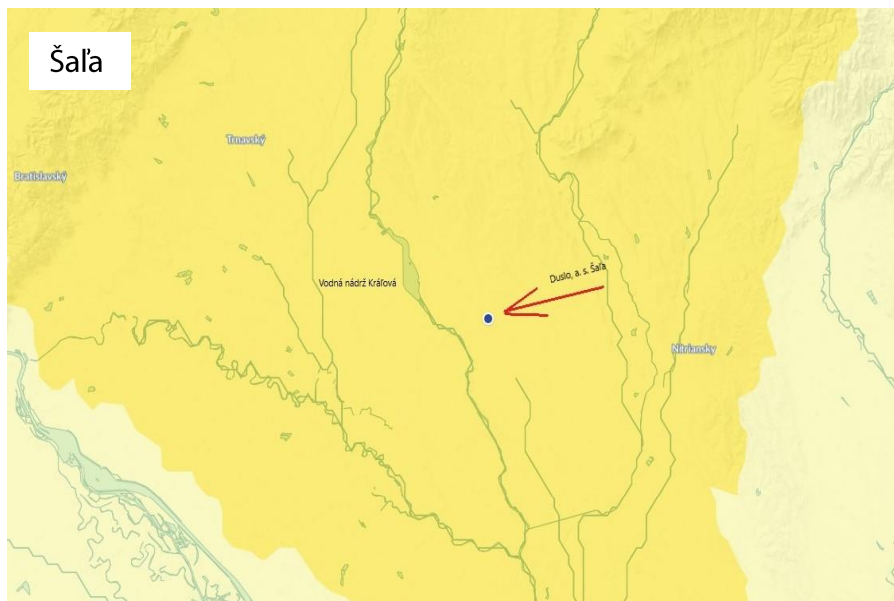 Šaľa
Trnavský
Bratislavský
Duslo, a. s. Šaľa
Vodná nádrž Kráľová
Nitriansky